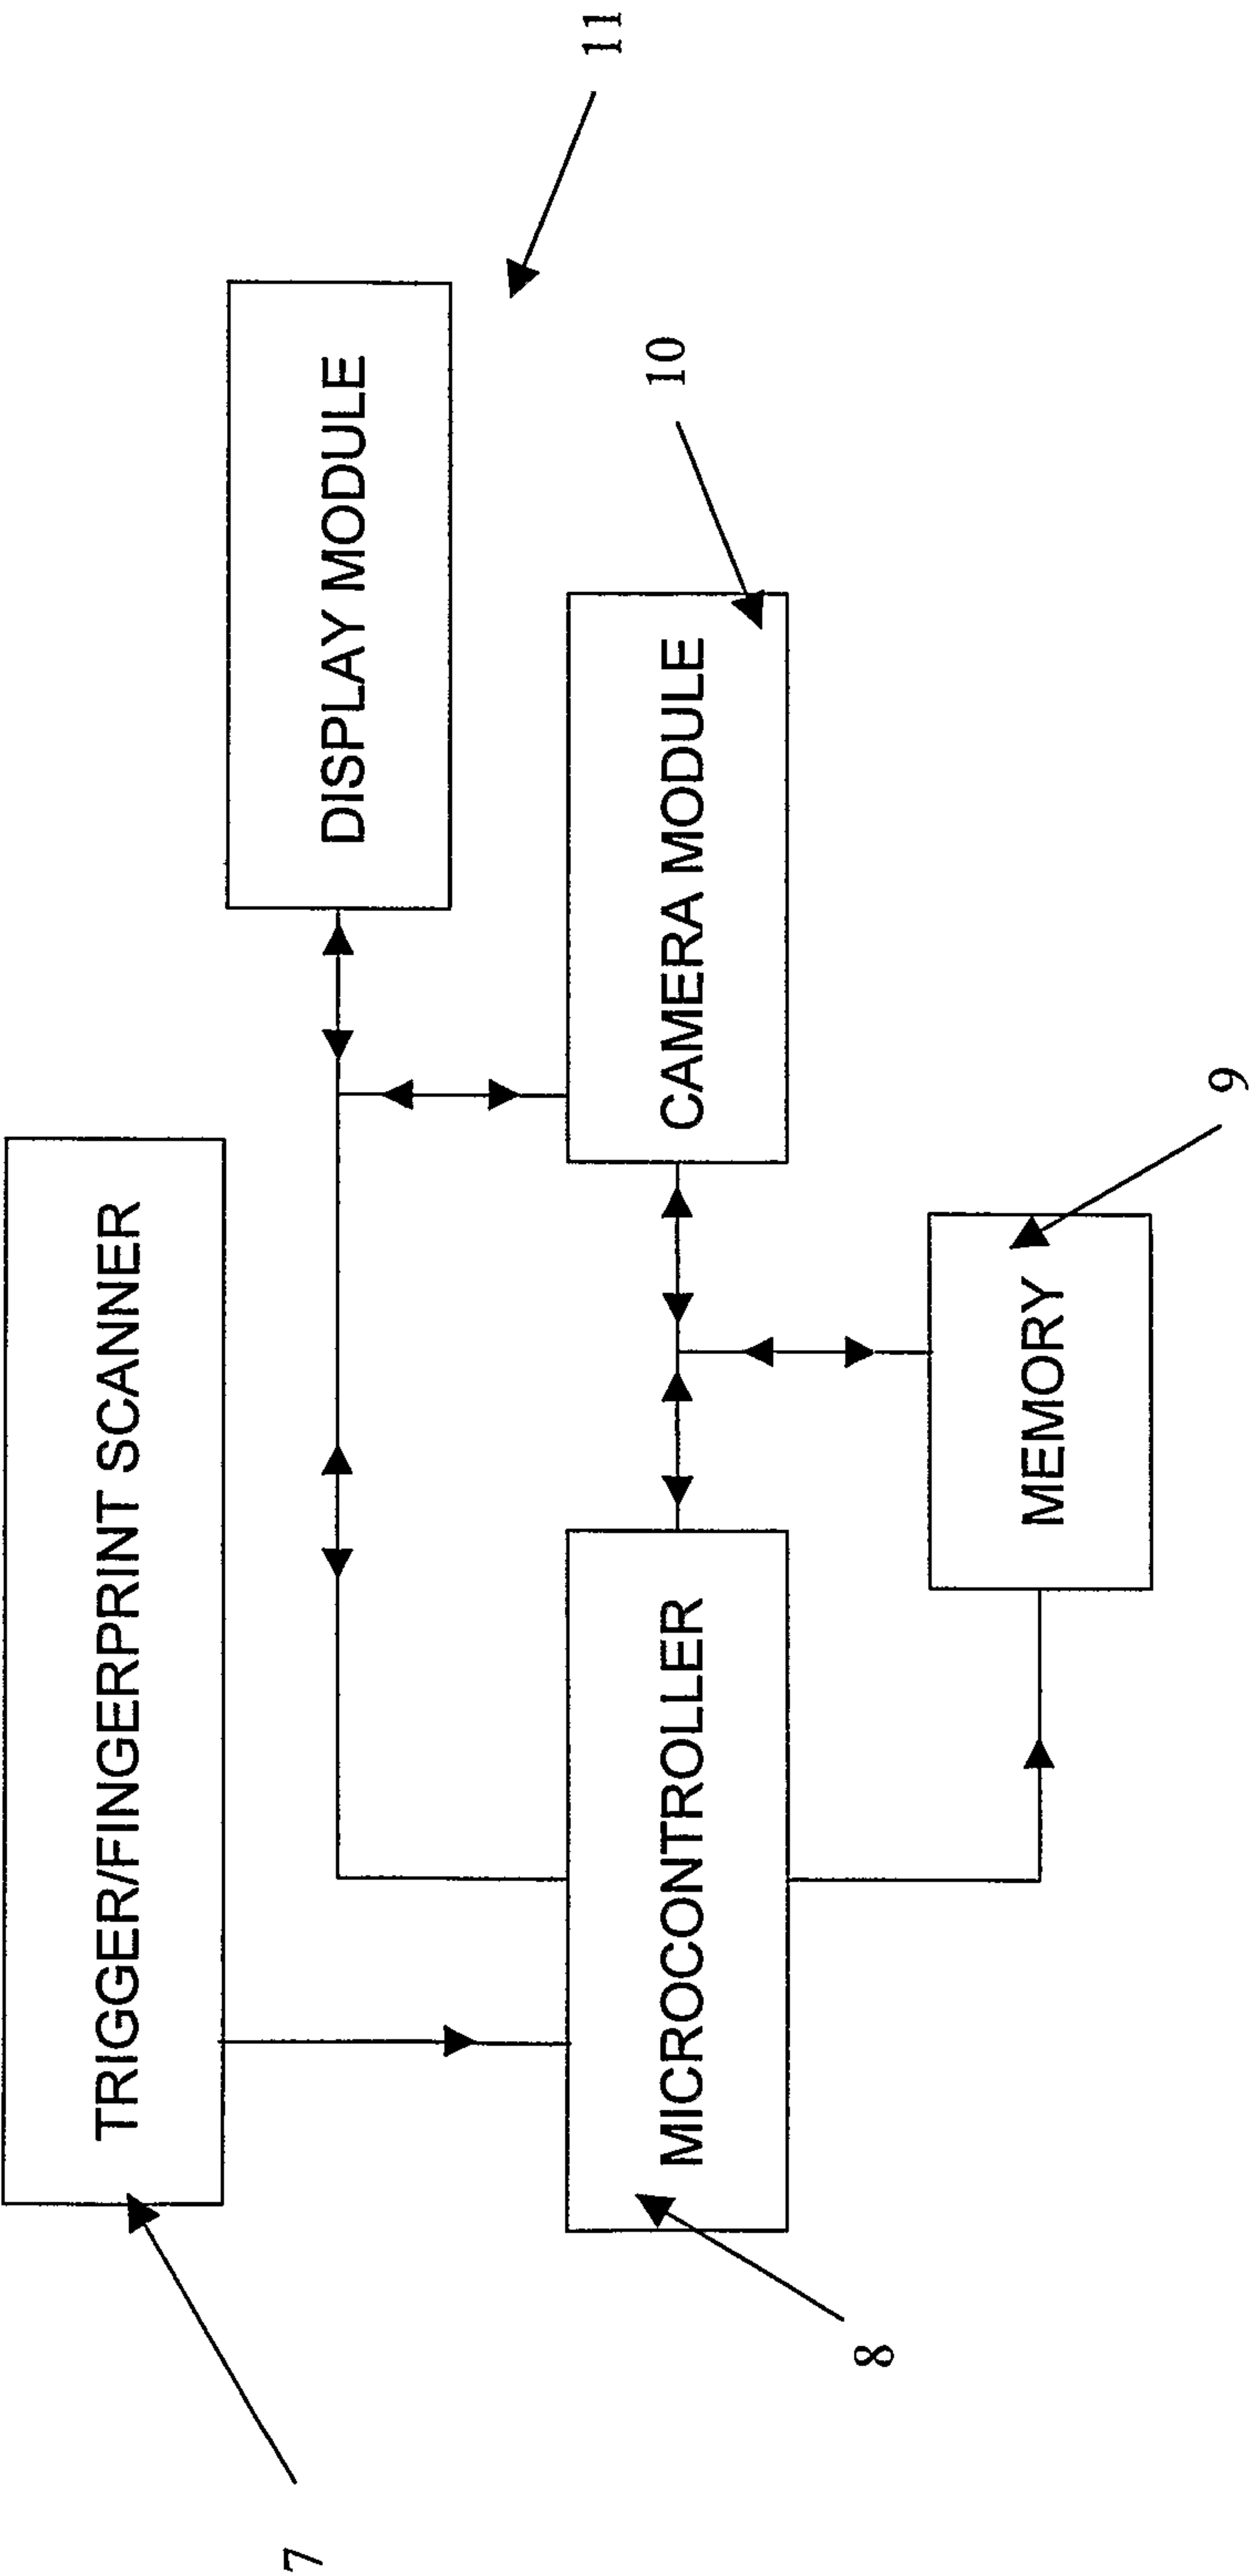 TRIGGER/FINGERPRINT SCANNER
7
DISPLAY MODULE
11
MICROCONTROLLER
8
CAMERA MODULE
10
MEMORY
9